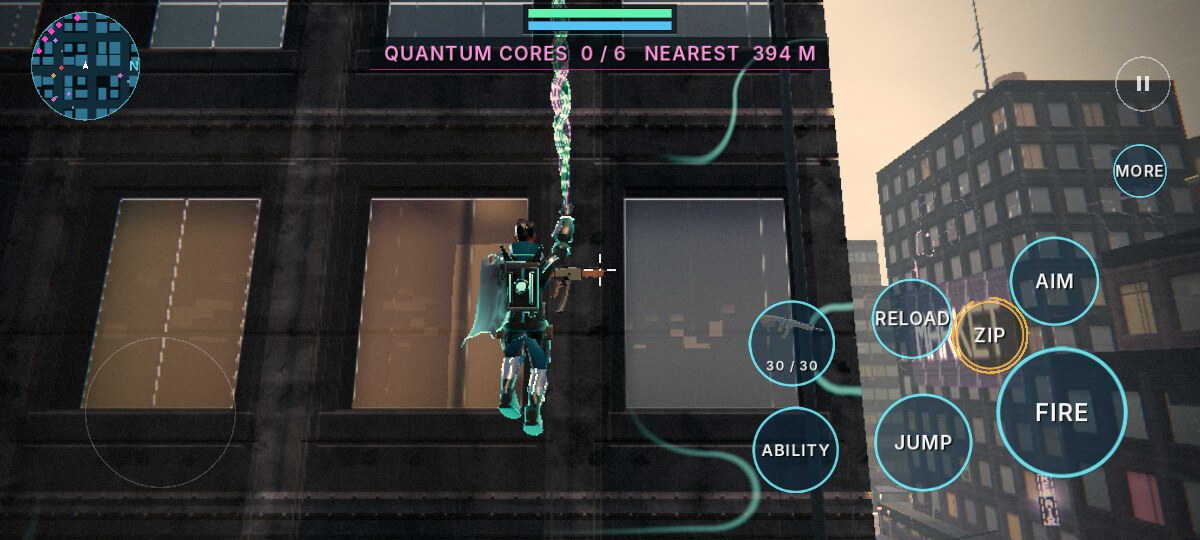 QUANTUM CORES 0 / 6 NEAREST 394 M
N
MORE
AIM
RELOAD
ZIP
30 / 30
FIRE
JUMP
ABILITY